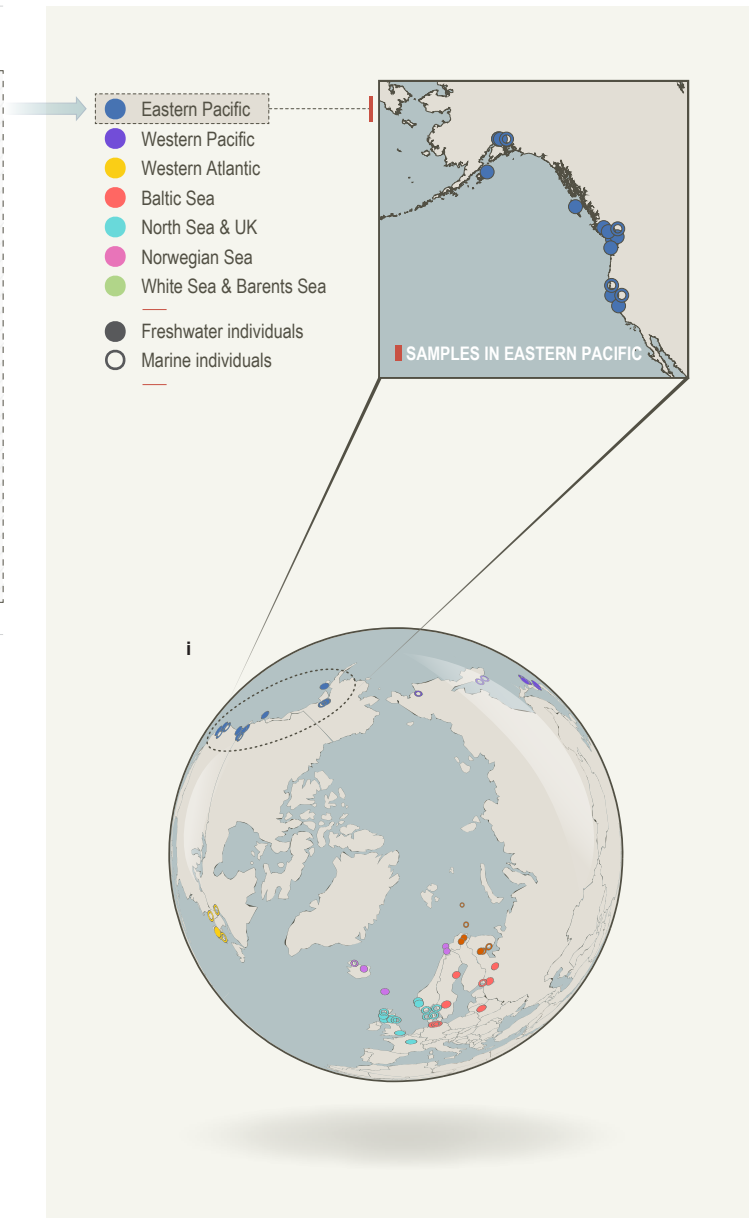 Eastern Pacific
Western Pacific
Western Atlantic
Baltic Sea
North Sea & UK
Norwegian Sea
White Sea & Barents Sea
Freshwater individuals
Marine individuals
SAMPLES IN EASTERN PACIFIC
i